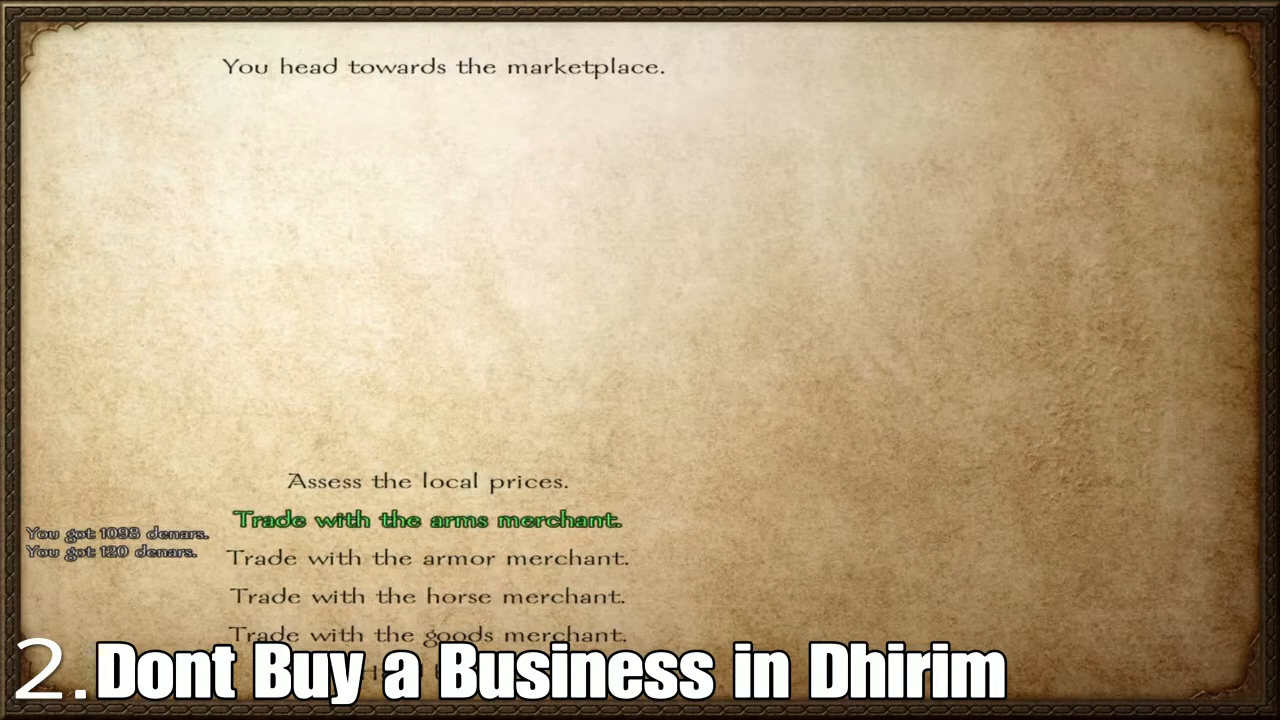 You head towards the marketplace.
Assess the local prices.
Trade with the arms merchant.
You got 1098 denars.
You got 120 denars.
Trade with the armor merchant.
Trade with the horse merchant.
Trade with the goods merchant.
2. Dont Buy a Business in Dhirim